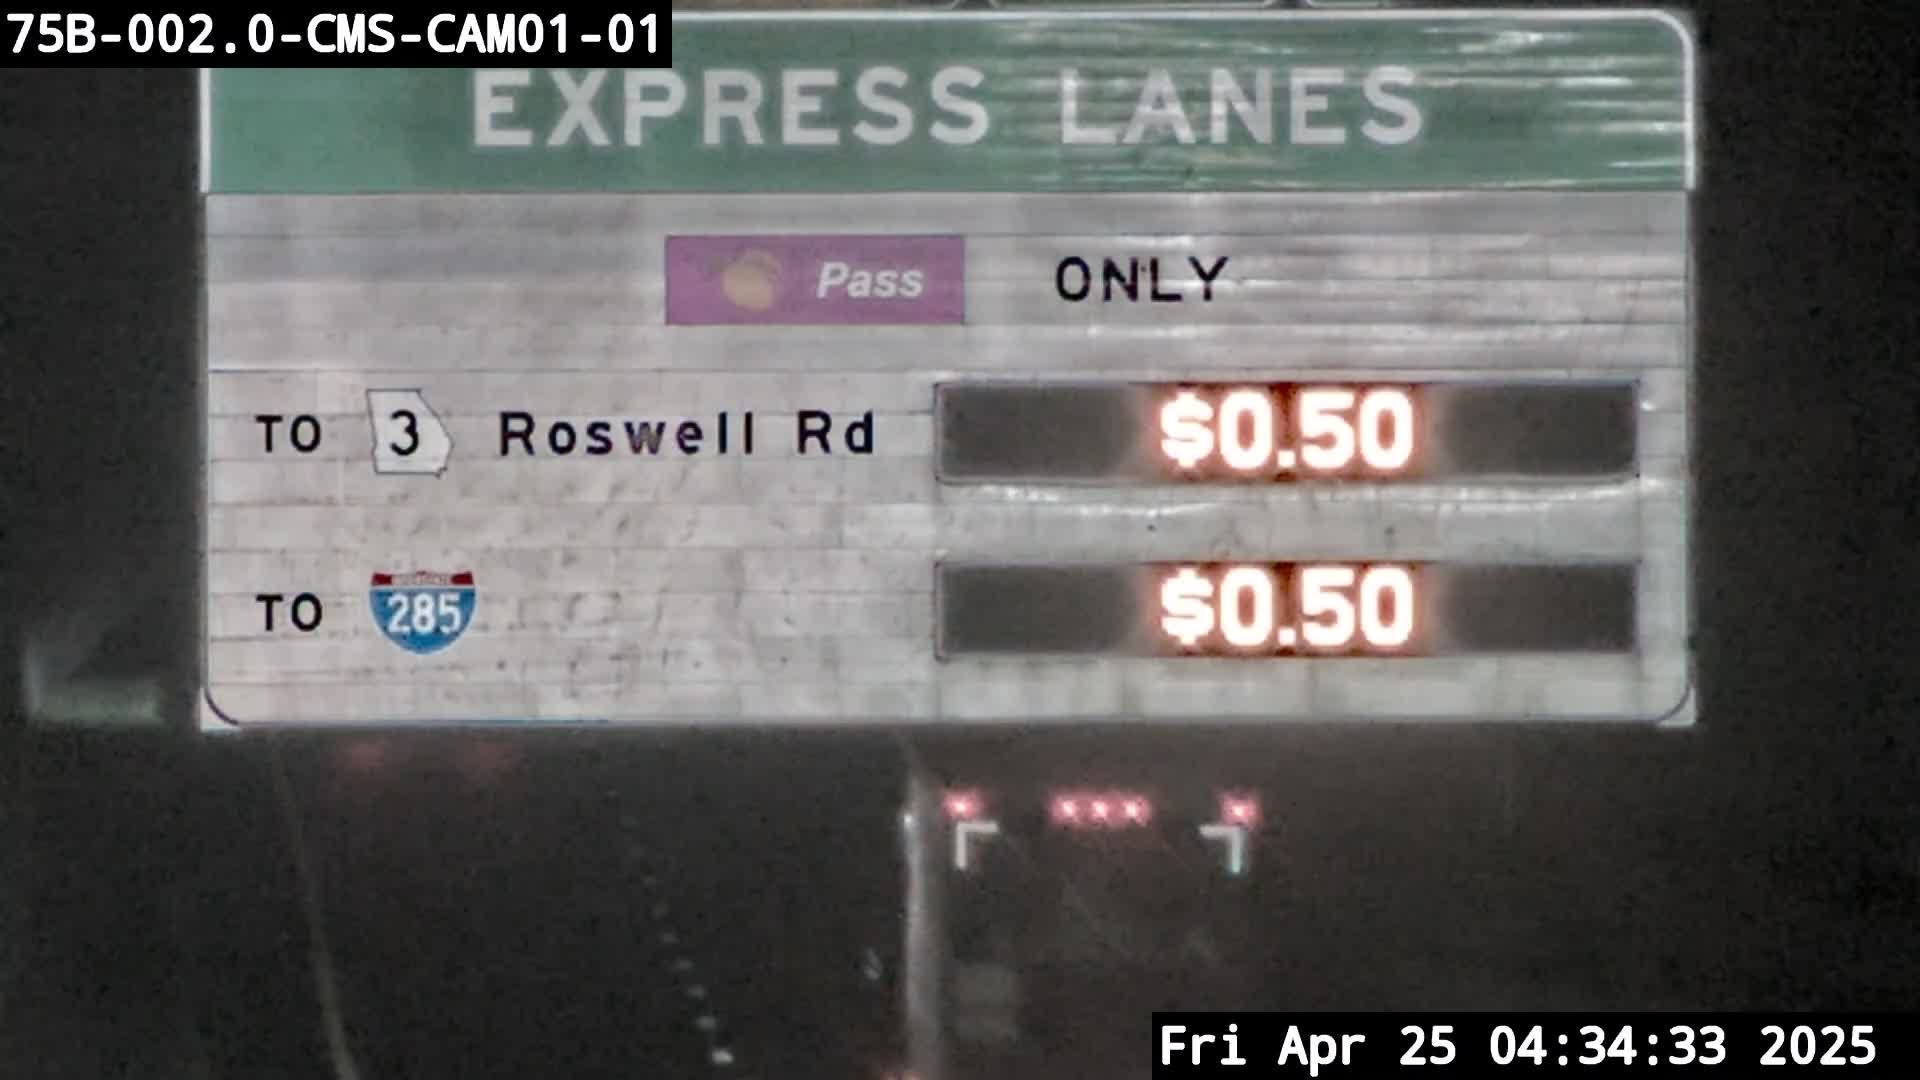 75B-002.0-CMS-CAM01-01
EXPRESS LANES
Pass ONLY
TO 3 Roswell Rd $0.50
TO 285 $0.50
Fri Apr 25 04:34:33 2025